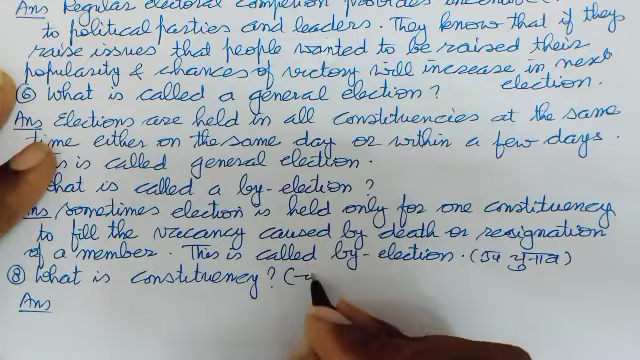 Ans Regular electoral competition provides
to political parties and leaders. They know that if they
raise issues that people wanted to be raised their
popularity & chances of victory will increase in next
election.
⑥ What is called a general election?
Ans Elections are held in all constituencies at the same
time either on the same day or within a few days.
is called general election.
What is called a by-election?
Ans Sometimes election is held only for one constituency
to fill the vacancy caused by death or resignation
of a member. This is called by-election. (उप चुनाव)
⑧ What is constituency? (
Ans